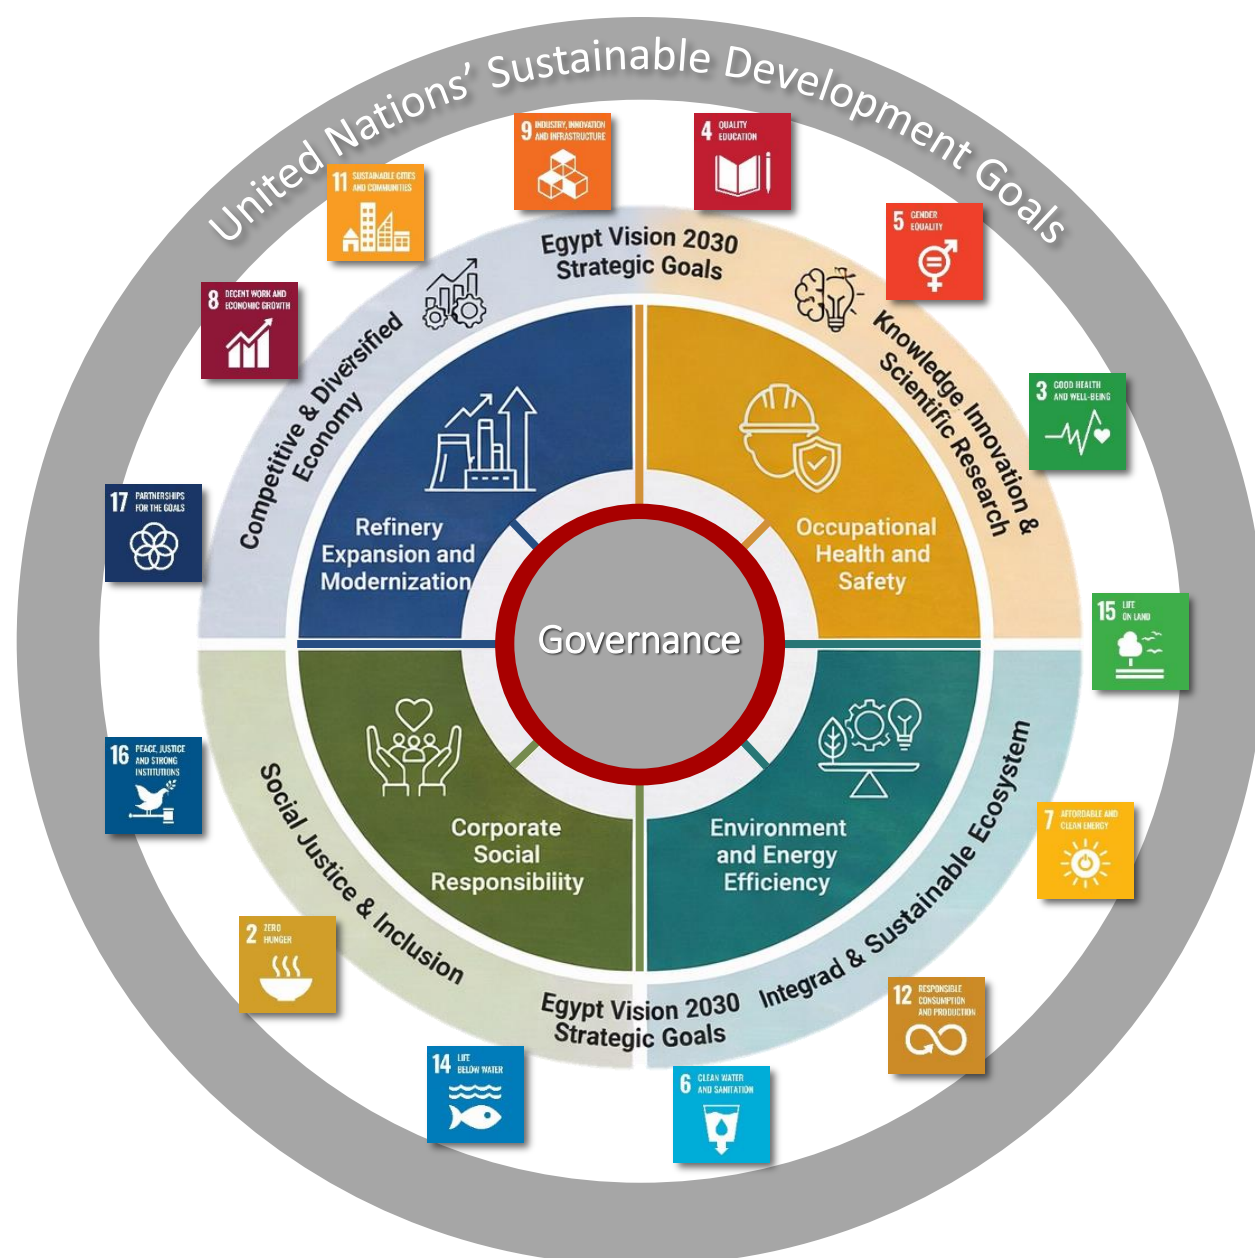 United Nations' Sustainable Development Goals
9 INDUSTRY, INNOVATION
AND INFRASTRUCTURE
4 QUALITY
EDUCATION
11 SUSTAINABLE CITIES
AND COMMUNITIES
5 GENDER
EQUALITY
8 DECENT WORK AND
ECONOMIC GROWTH
3 GOOD HEALTH
AND WELL-BEING
17 PARTNERSHIPS
FOR THE GOALS
15 LIFE
ON LAND
16 PEACE, JUSTICE
AND STRONG
INSTITUTIONS
7 AFFORDABLE AND
CLEAN ENERGY
2 ZERO
HUNGER
12 RESPONSIBLE
CONSUMPTION
AND PRODUCTION
14 LIFE
BELOW WATER
6 CLEAN WATER
AND SANITATION
Egypt Vision 2030
Strategic Goals
Competitive & Diversified
Economy
Knowledge Innovation &
Scientific Research
Refinery
Expansion and
Modernization
Occupational
Health and
Safety
Governance
Corporate
Social
Responsibility
Environment
and Energy
Efficiency
Social Justice & Inclusion
Integrad & Sustainable Ecosystem
Egypt Vision 2030
Strategic Goals